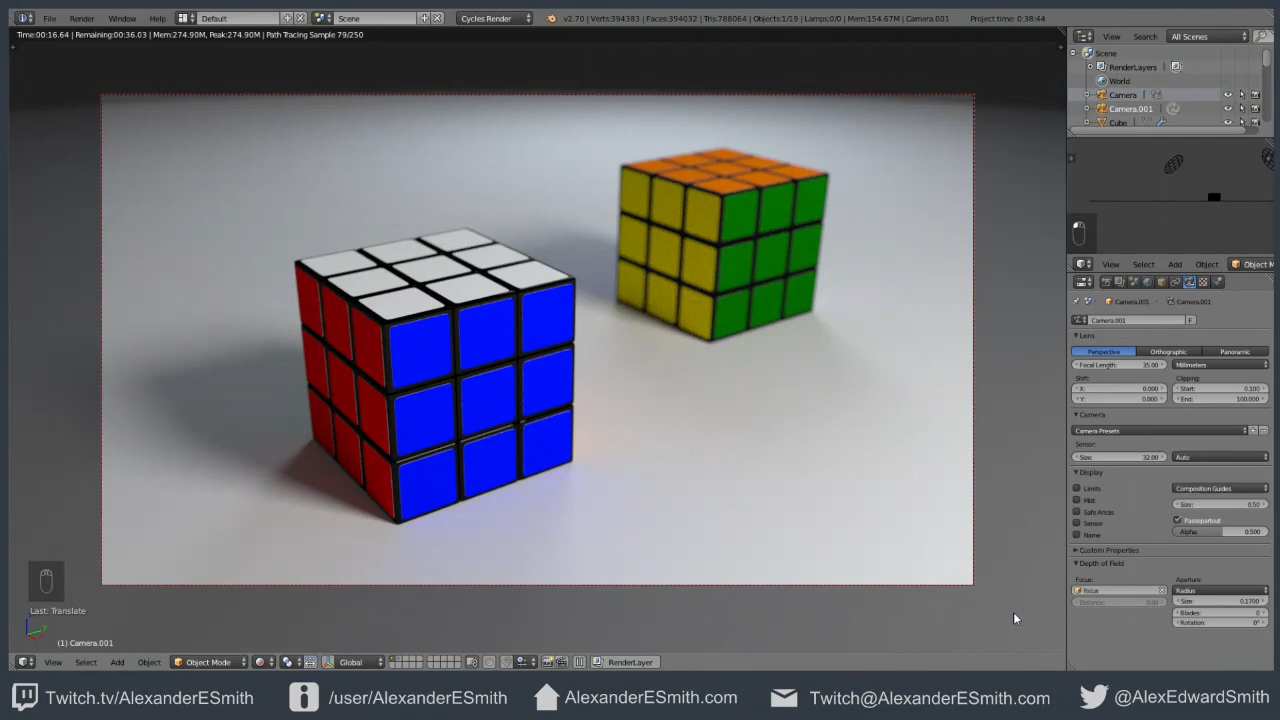 File Render Window Help Default Scene Cycles Render v2.70 | Verts:394383 | Faces:394032 | Tris:788064 | Objects:1/19 | Lamps:0/0 | Mem:154.67M | Camera.001 Project time: 0:38:44
Time:00:16.64 | Remaining:00:36.03 | Mem:274.90M, Peak:274.90M | Path Tracing Sample 79/250
View Search All Scenes
Scene
RenderLayers
World
Camera
Camera.001
Cube
View Select Add Object Object M
Camera.001 Camera.001
Camera.001 F
Lens
Perspective Orthographic Panoramic
Focal Length: 35.00 Millimeters
Shift: Clipping:
X: 0.000 Start: 0.100
Y: 0.000 End: 100.000
Camera
Camera Presets
Sensor:
Size: 32.00 Auto
Display
Limits Composition Guides
Mist Size: 0.50
Safe Areas
Sensor Passepartout
Name Alpha: 0.500
Custom Properties
Depth of Field
Focus: Aperture:
focus Radius
Distance: 0.00 Size: 0.1700
Blades: 0
Rotation: 0°
Last: Translate
(1) Camera.001
View Select Add Object Object Mode Global RenderLayer
Twitch.tv/AlexanderESmith /user/AlexanderESmith AlexanderESmith.com Twitch@AlexanderESmith.com @AlexEdwardSmith